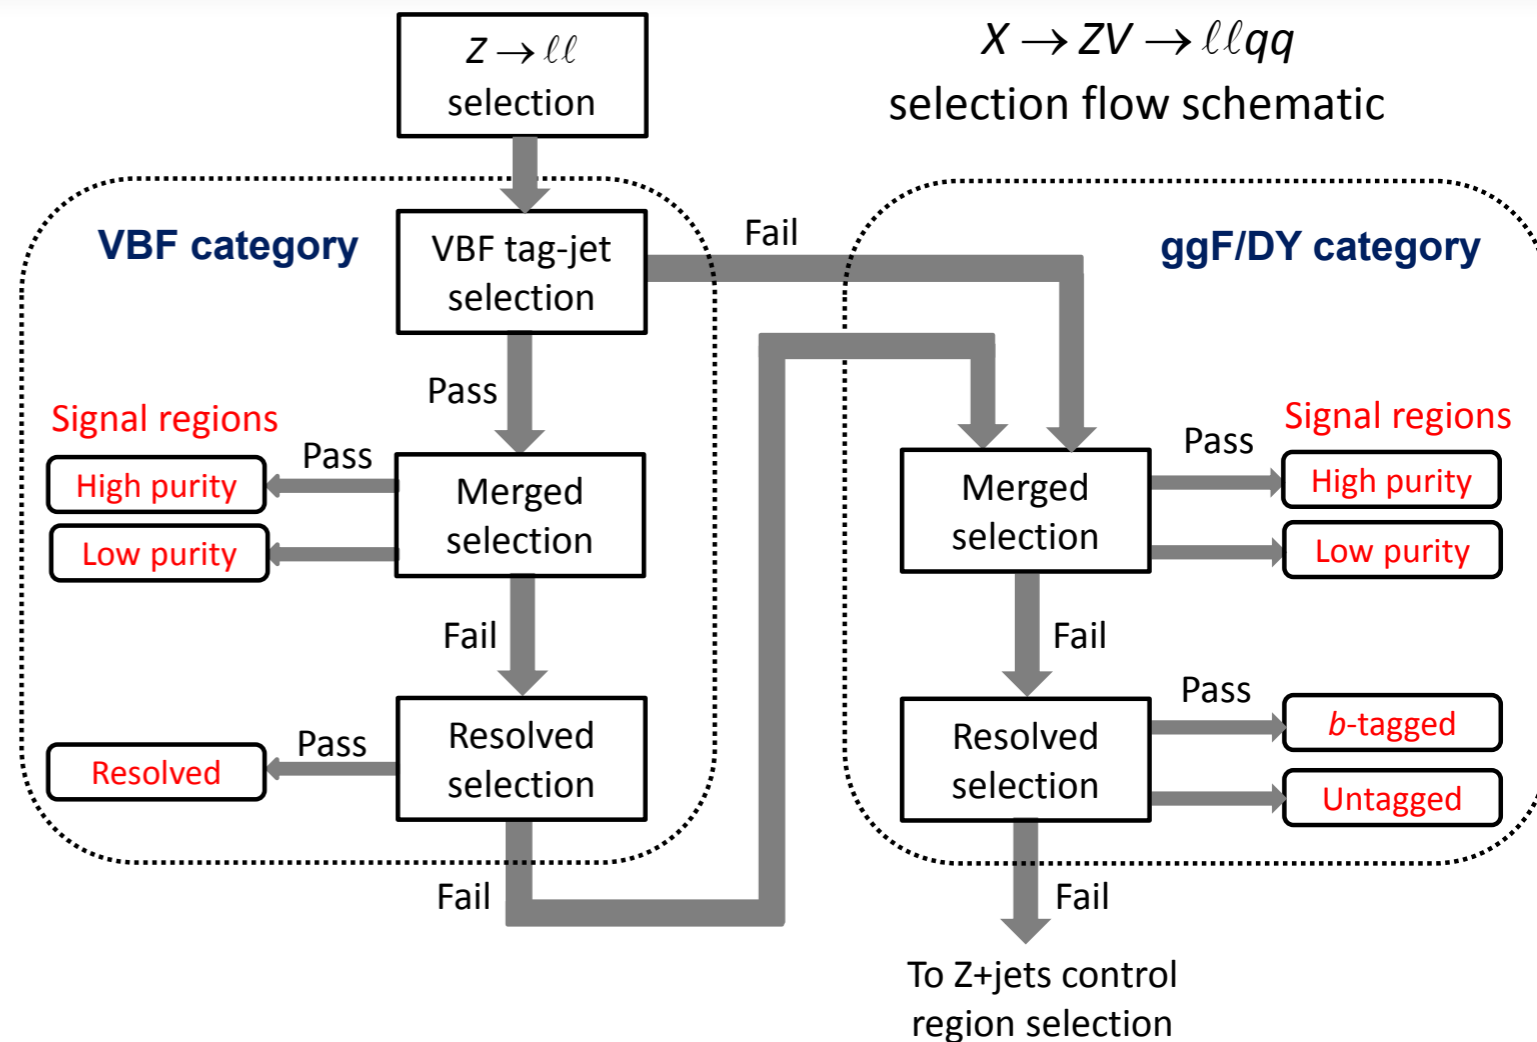 Z → ℓℓ
selection
X → ZV → ℓℓqq
selection flow schematic
VBF category
VBF tag-jet
selection
Fail
ggF/DY category
Pass
Signal regions
High purity
Low purity
Pass
Merged
selection
Fail
Resolved
Pass
Resolved
selection
Fail
Merged
selection
Pass
Signal regions
High purity
Low purity
Fail
Resolved
selection
Pass
b-tagged
Untagged
Fail
To Z+jets control
region selection